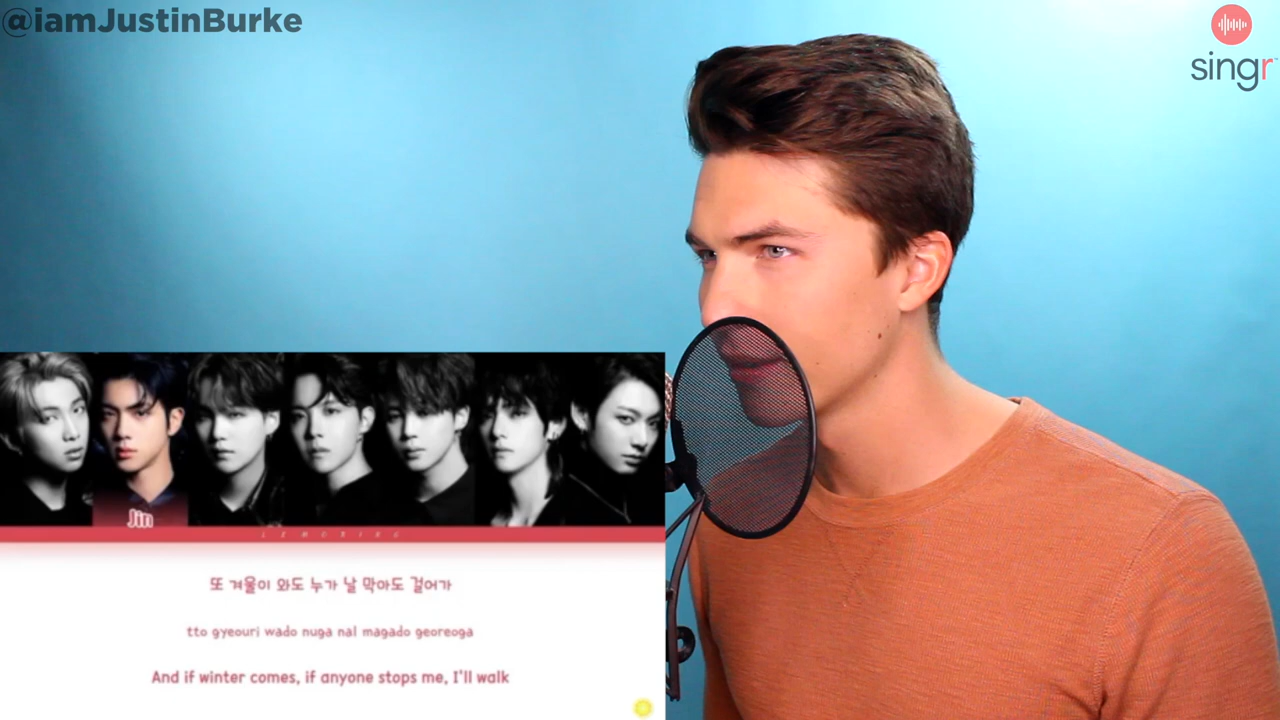 @iamJustinBurke
singr
Jin
LEMORING
또 겨울이 와도 누가 날 막아도 걸어가
tto gyeouri wado nuga nal magado georeoga
And if winter comes, if anyone stops me, I'll walk